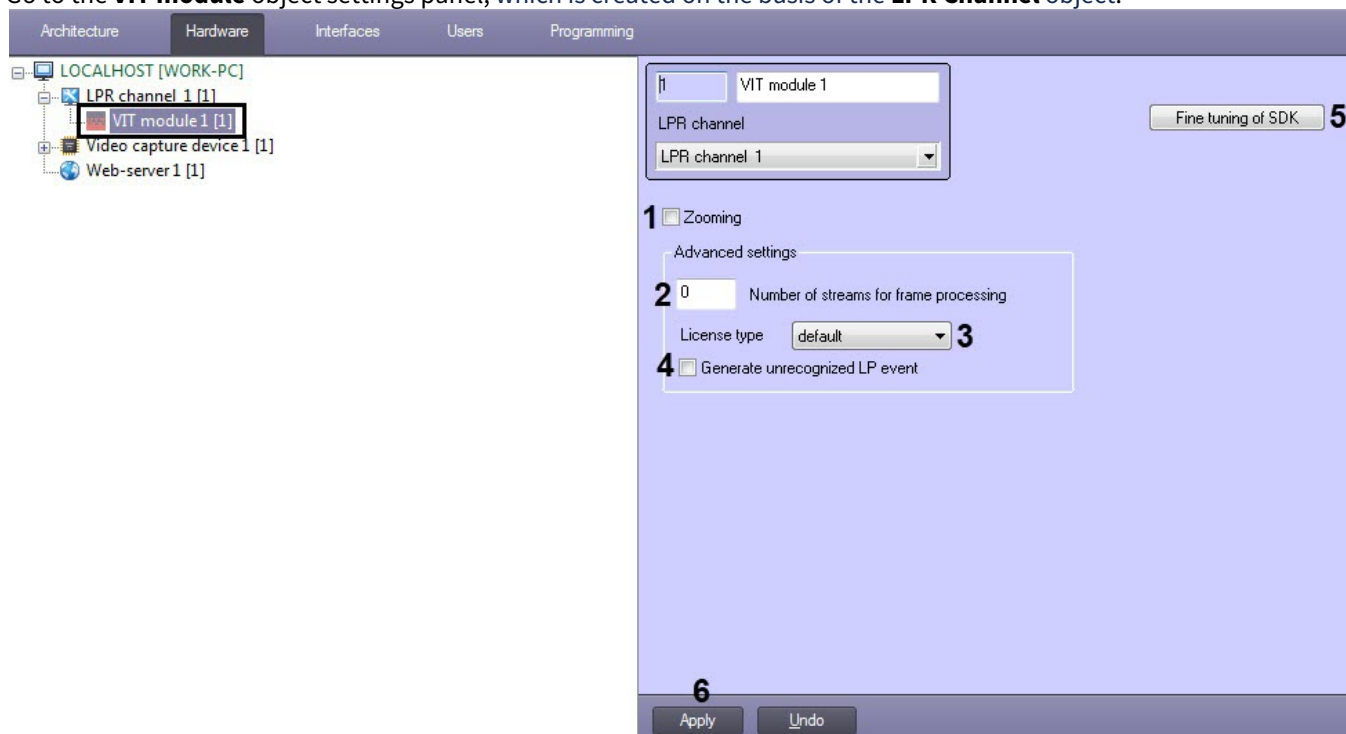 Go to the VIT module object settings panel, which is created on the basis of the LPR Channel object.
Architecture Hardware Interfaces Users Programming
LOCALHOST [WORK-PC]
LPR channel 1 [1]
VIT module 1 [1]
Video capture device 1 [1]
Web-server 1 [1]
1 VIT module 1
LPR channel
LPR channel 1
Fine tuning of SDK 5
1 Zooming
Advanced settings
2 0 Number of streams for frame processing
License type default 3
4 Generate unrecognized LP event
6
Apply Undo